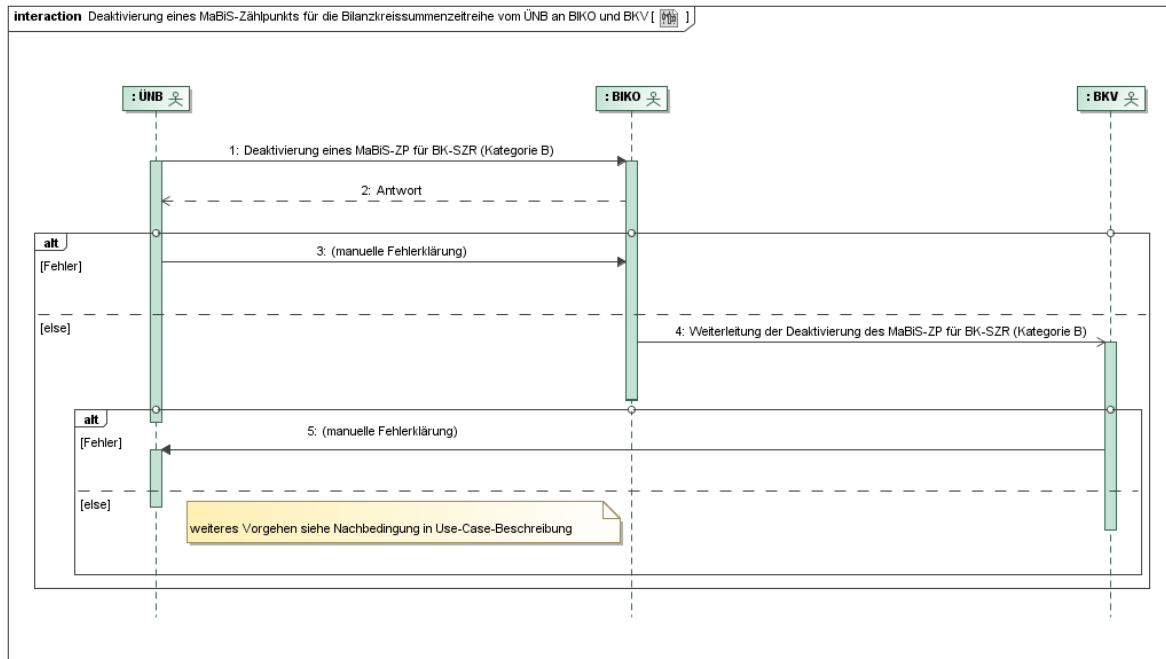 interaction Deaktivierung eines MaBiS-Zählpunkts für die Bilanzkreissummenzeitreihe vom ÜNB an BIKO und BKV [ ]
: ÜNB
: BIKO
: BKV
1: Deaktivierung eines MaBiS-ZP für BK-SZR (Kategorie B)
2: Antwort
alt
3: (manuelle Fehlerklärung)
[Fehler]
[else]
4: Weiterleitung der Deaktivierung des MaBiS-ZP für BK-SZR (Kategorie B)
alt
5: (manuelle Fehlerklärung)
[Fehler]
[else]
weiteres Vorgehen siehe Nachbedingung in Use-Case-Beschreibung